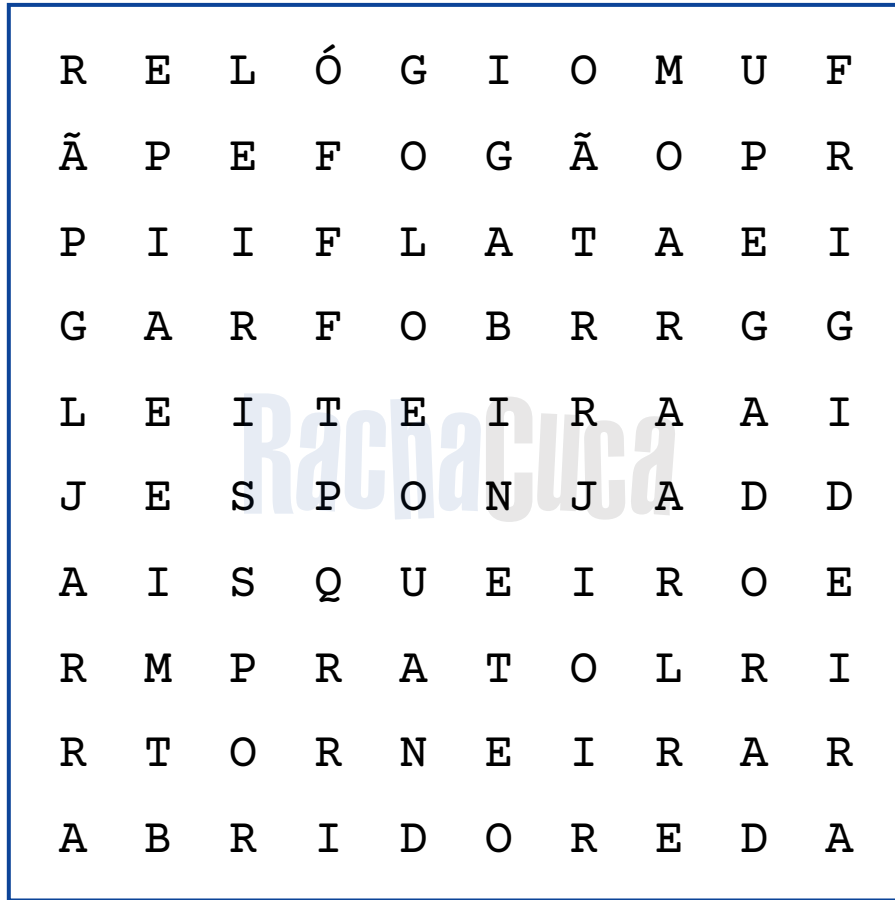 R E L Ó G I O M U F
Ã P E F O G Ã O P R
P I I F L A T A E I
G A R F O B R R G G
L E I T E I R A A I
J E S P O N J A D D
A I S Q U E I R O E
R M P R A T O L R I
R T O R N E I R A R
A B R I D O R E D A
RachaCuca